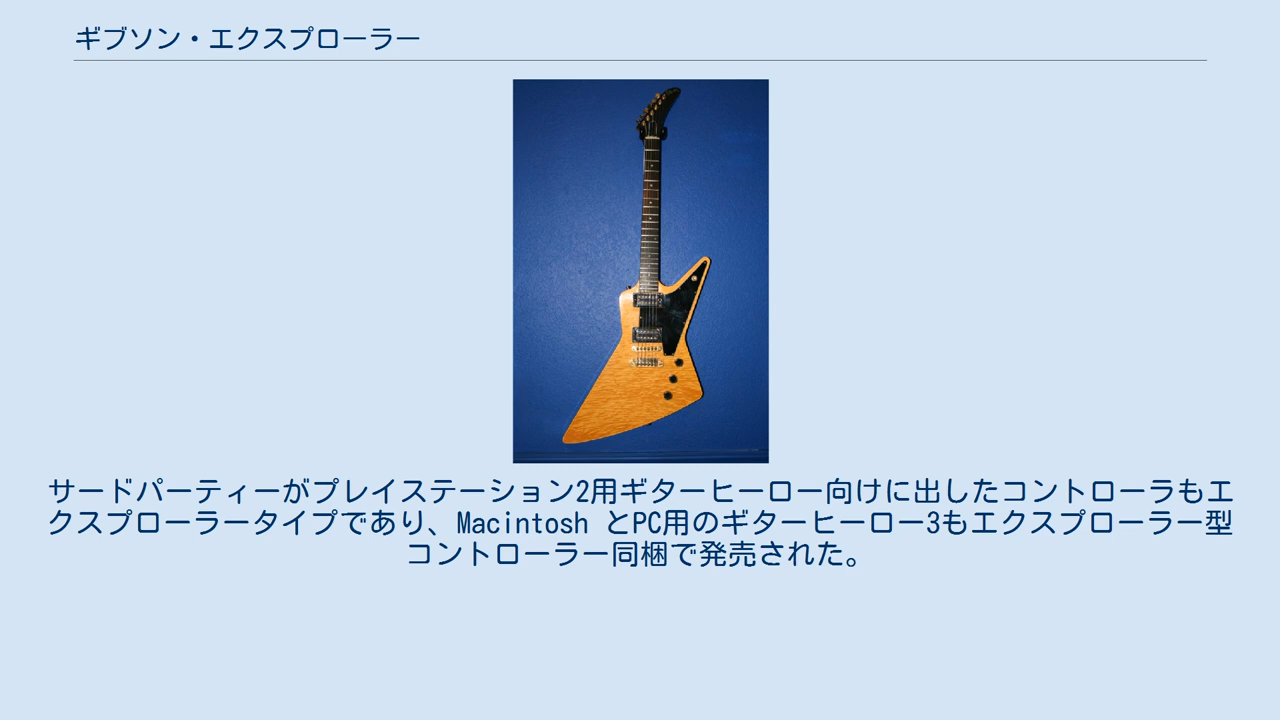 ギブソン・エクスプローラー
サードパーティーがプレイステーション2用ギターヒーロー向けに出したコントローラもエ
クスプローラータイプであり、Macintosh とPC用のギターヒーロー3もエクスプローラー型
コントローラー同梱で発売された。